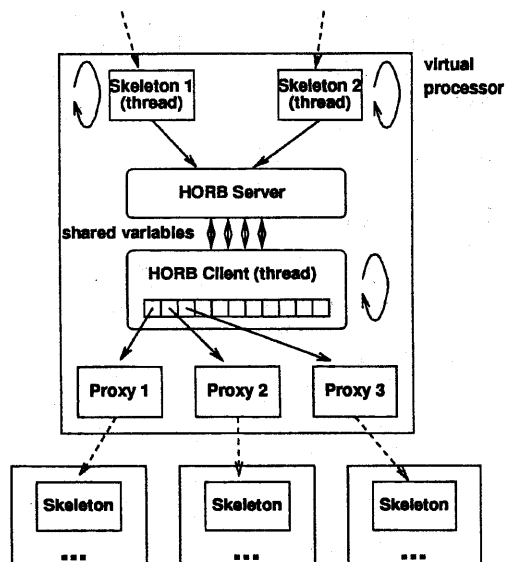 Skeleton 1
(thread)
Skeleton 2
(thread)
virtual
processor
HORB Server
shared variables
HORB Client (thread)
Proxy 1
Proxy 2
Proxy 3
Skeleton
Skeleton
Skeleton
...
...
...